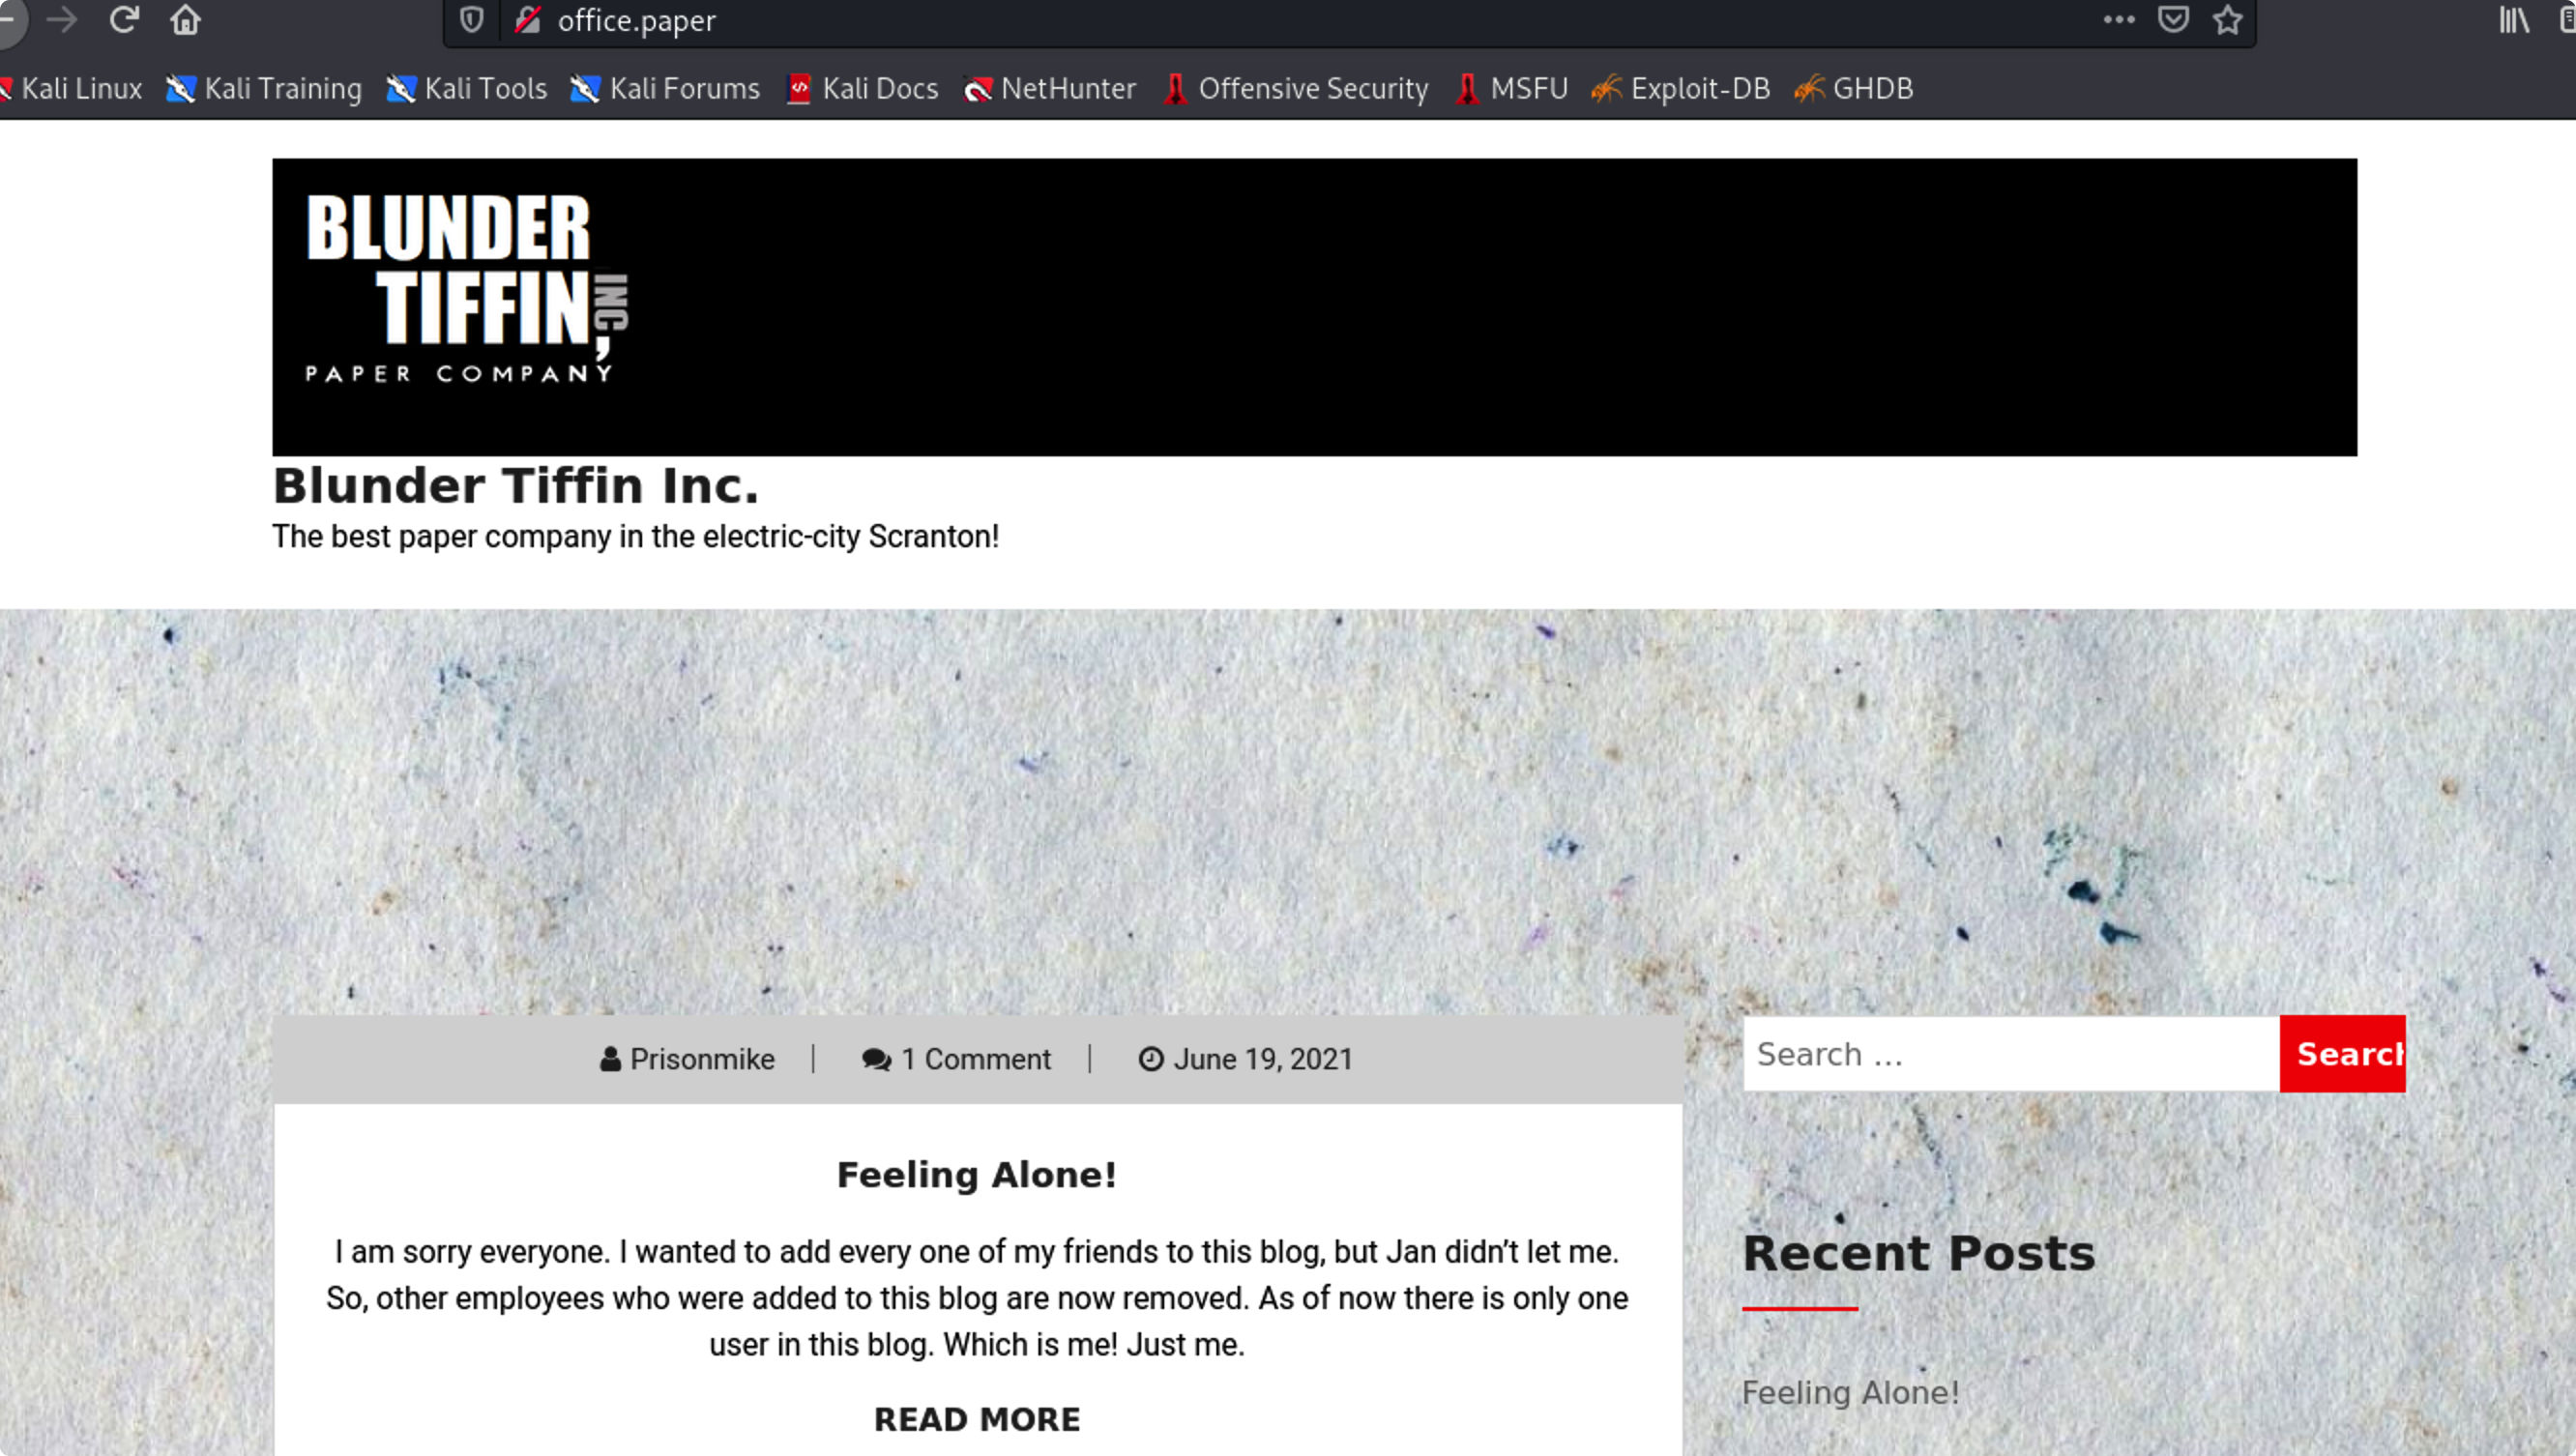 office.paper
Kali Linux Kali Training Kali Tools Kali Forums Kali Docs NetHunter Offensive Security MSFU Exploit-DB GHDB
BLUNDER
TIFFIN,
INC
PAPER COMPANY
Blunder Tiffin Inc.
The best paper company in the electric-city Scranton!
Prisonmike | 1 Comment | June 19, 2021
Search ... Search
Feeling Alone!
I am sorry everyone. I wanted to add every one of my friends to this blog, but Jan didn’t let me.
So, other employees who were added to this blog are now removed. As of now there is only one
user in this blog. Which is me! Just me.
READ MORE
Recent Posts
Feeling Alone!